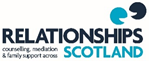 RELATIONSHIPS
counselling, mediation
& family support across
SCOTLAND